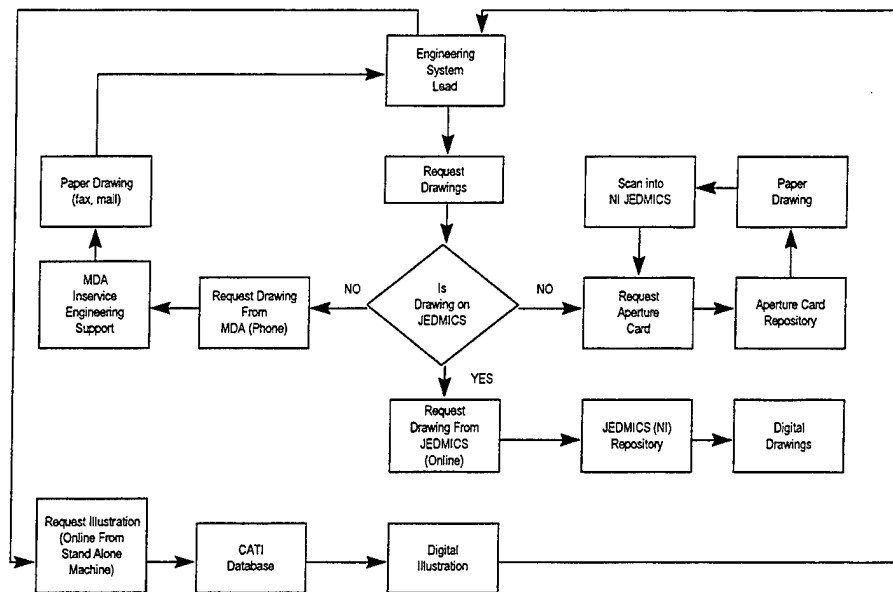 Engineering
System
Lead
Request
Drawings
Paper Drawing
(fax, mail)
Scan into
NI JEDMICS
Paper
Drawing
MDA
Inservice
Engineering
Support
NO
Request Drawing
From
MDA (Phone)
Is
Drawing on
JEDMICS
NO
Request
Aperture
Card
Aperture Card
Repository
YES
Request
Drawing From
JEDMICS
(Online)
JEDMICS (NI)
Repository
Digital
Drawings
Request Illustration
(Online From
Stand Alone
Machine)
CATI
Database
Digital
Illustration